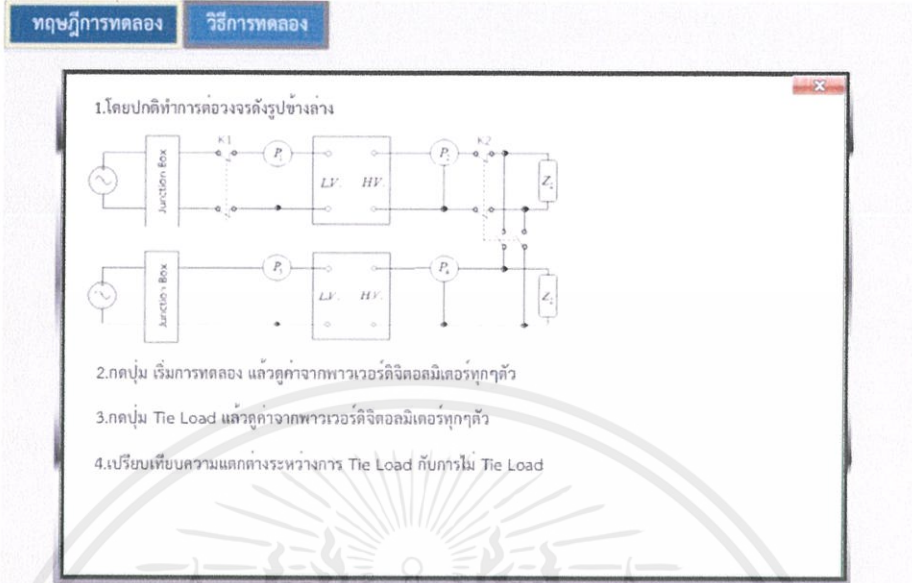 ทฤษฎีการทดลอง วิธีการทดลอง
1.โดยปกติทำการต่อวงจรดังรูปข้างล่าง
K1 K2
Junction Box P₁ L.V. H.V. P₂ Z₁
Junction Box P₃ L.V. H.V. P₄ Z₂
2.กดปุ่ม เริ่มการทดลอง แล้วดูค่าจากพาวเวอร์ดิจิตอลมิเตอร์ทุกๆตัว
3.กดปุ่ม Tie Load แล้วดูค่าจากพาวเวอร์ดิจิตอลมิเตอร์ทุกๆตัว
4.เปรียบเทียบความแตกต่างระหว่างการ Tie Load กับการไม่ Tie Load